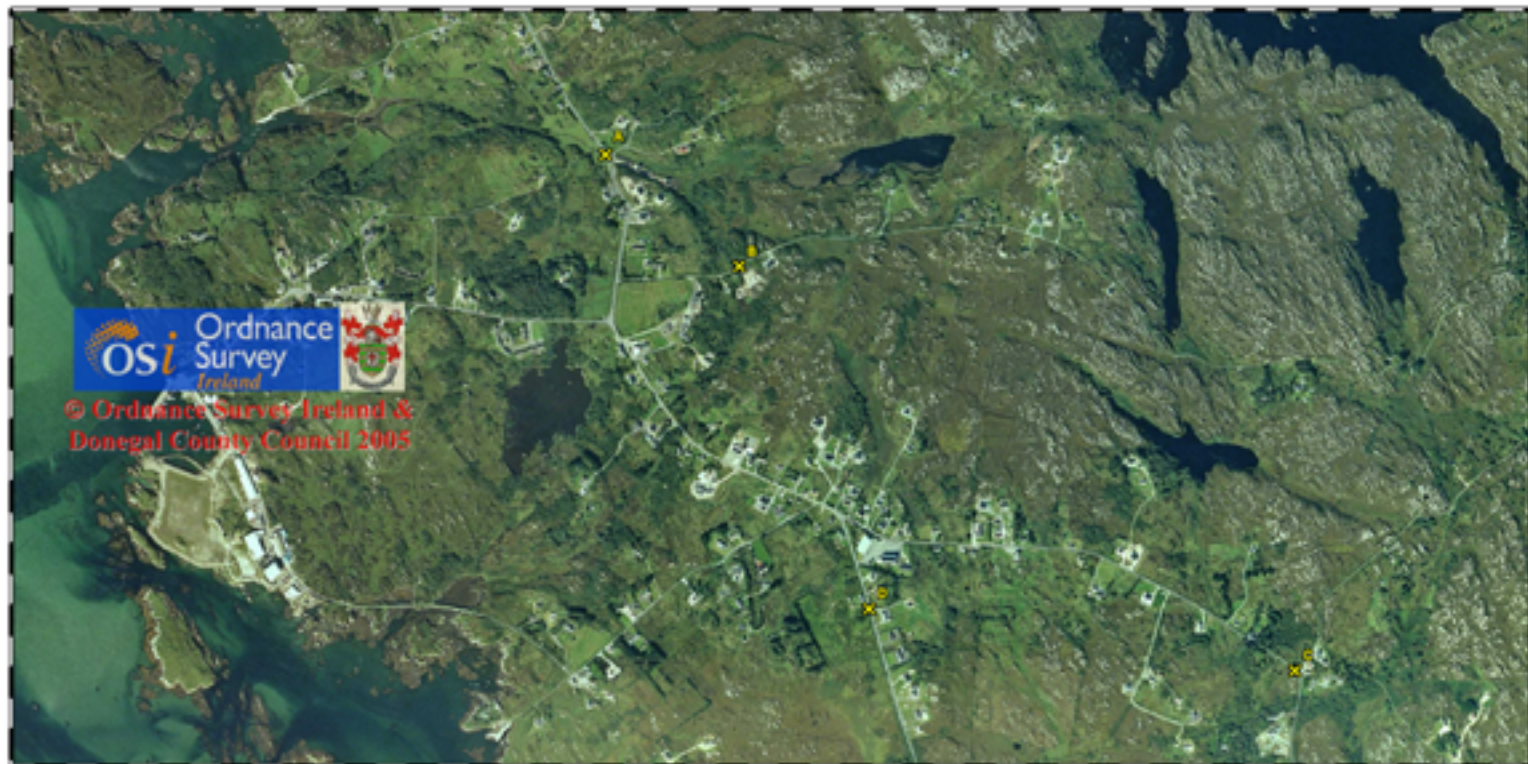 A
B
OSi
Ordnance
Survey
Ireland
© Ordnance Survey Ireland &
Donegal County Council 2005
D
C